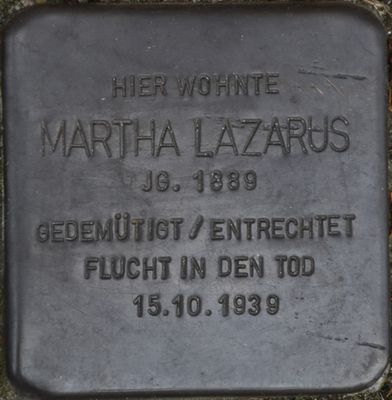 HIER WOHNTE
MARTHA LAZARUS
JG. 1889
GEDEMÜTIGT / ENTRECHTET
FLUCHT IN DEN TOD
15.10.1939